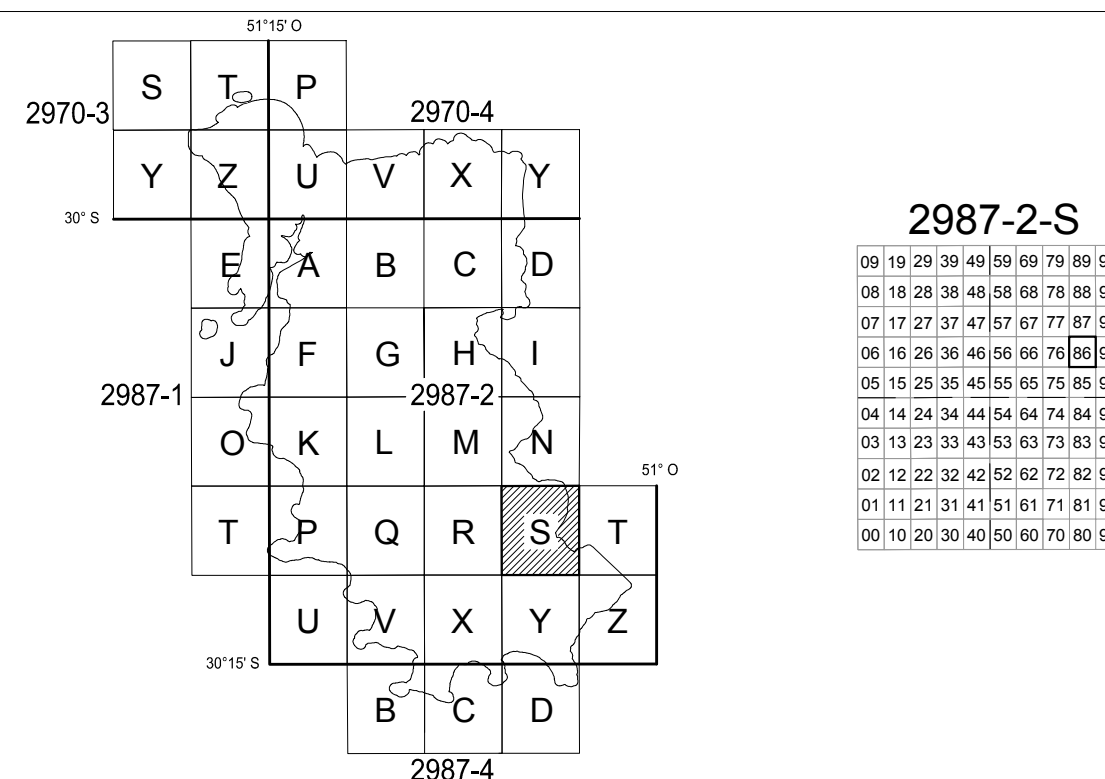 51°15' O
S T P
2970-3 2970-4
Y Z U V X Y
30° S
E A B C D
J F G H I
2987-1 2987-2
O K L M N
51° O
T P Q R S T
U V X Y Z
30°15' S
B C D
2987-4
2987-2-S
09 19 29 39 49 59 69 79 89
08 18 28 38 48 58 68 78 88
07 17 27 37 47 57 67 77 87
06 16 26 36 46 56 66 76 86
05 15 25 35 45 55 65 75 85
04 14 24 34 44 54 64 74 84
03 13 23 33 43 53 63 73 83
02 12 22 32 42 52 62 72 82
01 11 21 31 41 51 61 71 81
00 10 20 30 40 50 60 70 80